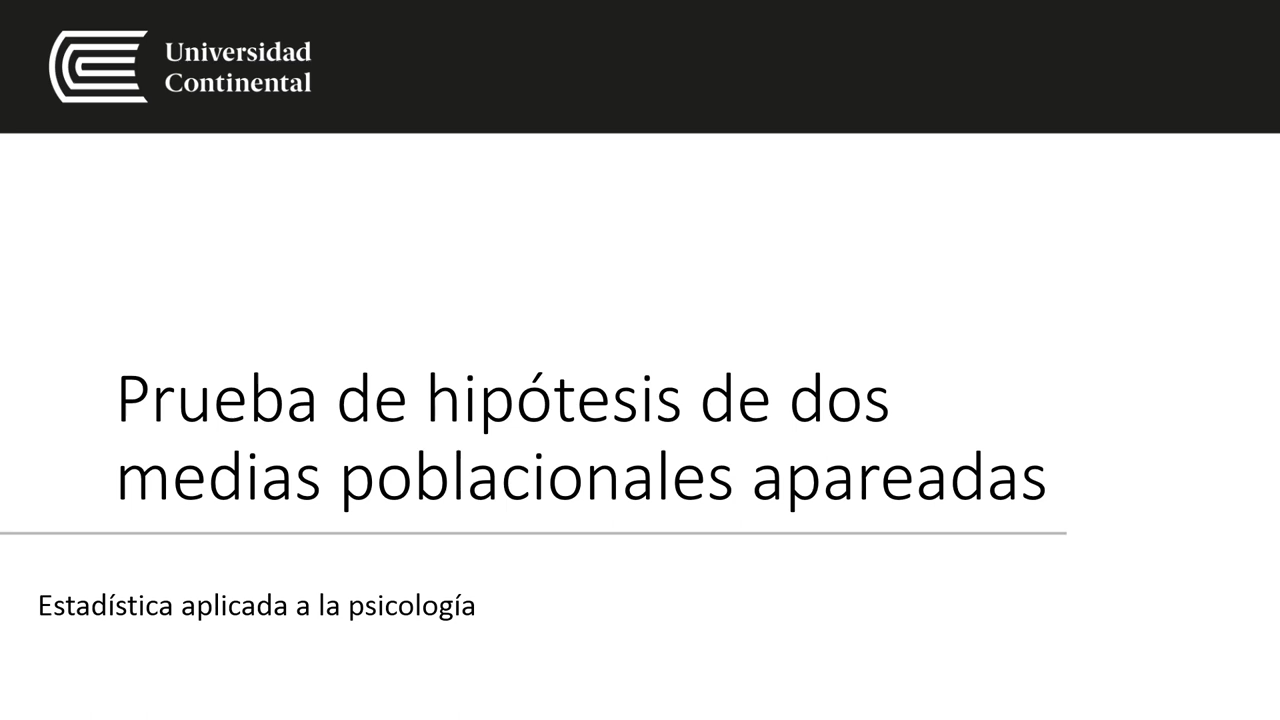 Universidad
Continental
Prueba de hipótesis de dos
medias poblacionales apareadas
Estadística aplicada a la psicología